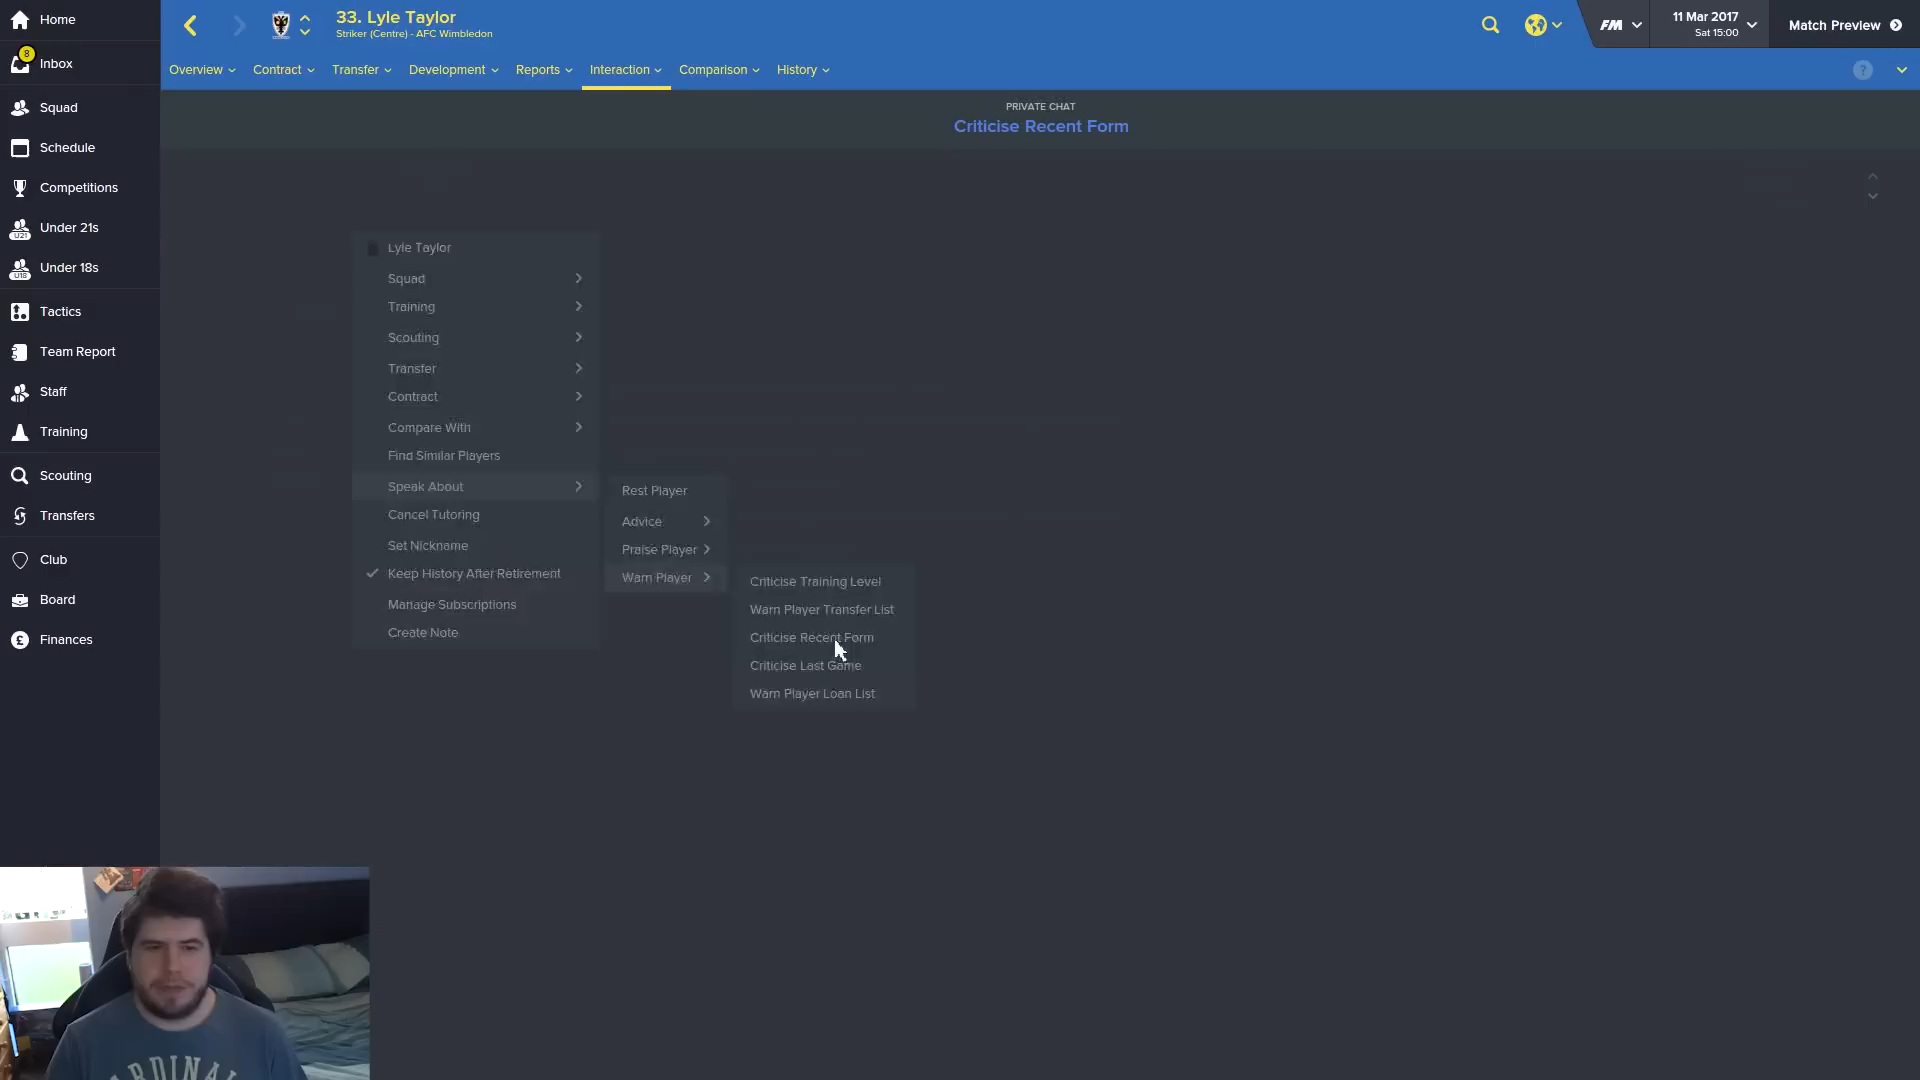 Home
8
Inbox
Squad
Schedule
Competitions
U21
Under 21s
U18
Under 18s
Tactics
Team Report
Staff
Training
Scouting
Transfers
Club
Board
£
Finances
33. Lyle Taylor
Striker (Centre) - AFC Wimbledon
FM
11 Mar 2017
Sat 15:00
Match Preview
Overview
Contract
Transfer
Development
Reports
Interaction
Comparison
History
?
PRIVATE CHAT
Criticise Recent Form
Lyle Taylor
Squad
Training
Scouting
Transfer
Contract
Compare With
Find Similar Players
Speak About
Cancel Tutoring
Set Nickname
Keep History After Retirement
Manage Subscriptions
Create Note
Rest Player
Advice
Praise Player
Warn Player
Criticise Training Level
Warn Player Transfer List
Criticise Recent Form
Criticise Last Game
Warn Player Loan List